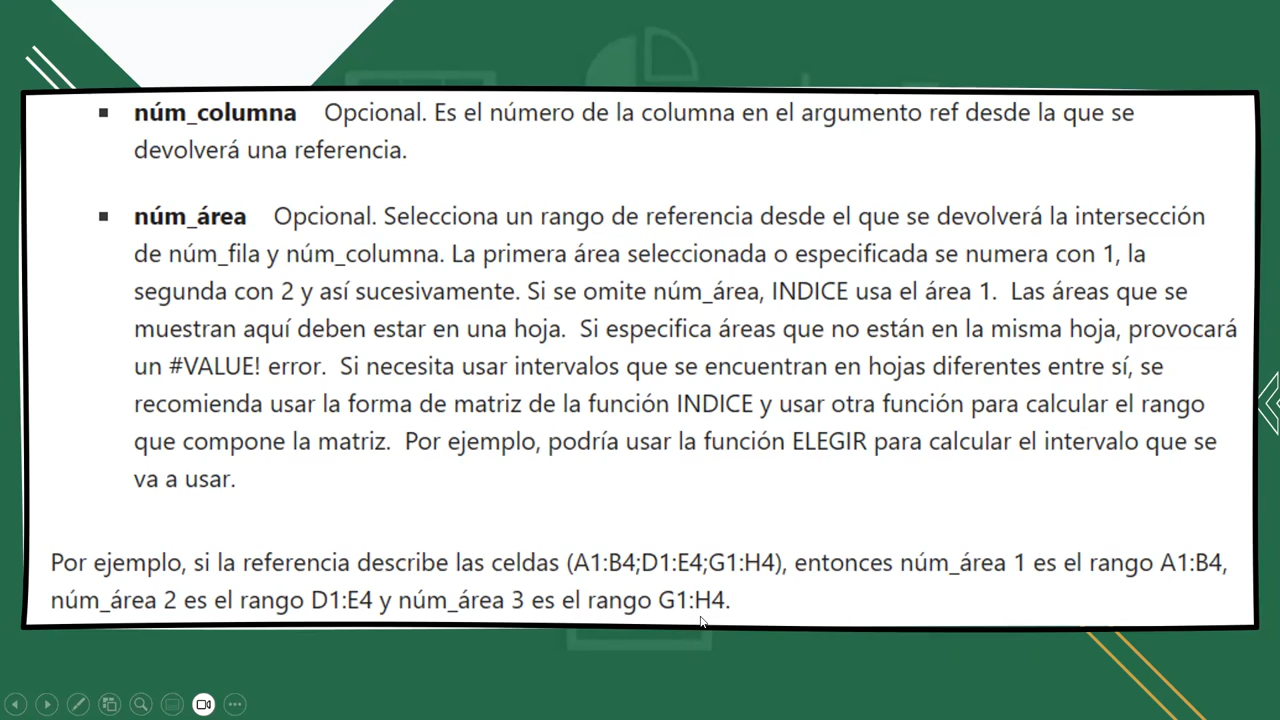 ▪ núm_columna Opcional. Es el número de la columna en el argumento ref desde la que se
devolverá una referencia.
▪ núm_área Opcional. Selecciona un rango de referencia desde el que se devolverá la intersección
de núm_fila y núm_columna. La primera área seleccionada o especificada se numera con 1, la
segunda con 2 y así sucesivamente. Si se omite núm_área, INDICE usa el área 1. Las áreas que se
muestran aquí deben estar en una hoja. Si especifica áreas que no están en la misma hoja, provocará
un #VALUE! error. Si necesita usar intervalos que se encuentran en hojas diferentes entre sí, se
recomienda usar la forma de matriz de la función INDICE y usar otra función para calcular el rango
que compone la matriz. Por ejemplo, podría usar la función ELEGIR para calcular el intervalo que se
va a usar.
Por ejemplo, si la referencia describe las celdas (A1:B4;D1:E4;G1:H4), entonces núm_área 1 es el rango A1:B4,
núm_área 2 es el rango D1:E4 y núm_área 3 es el rango G1:H4.